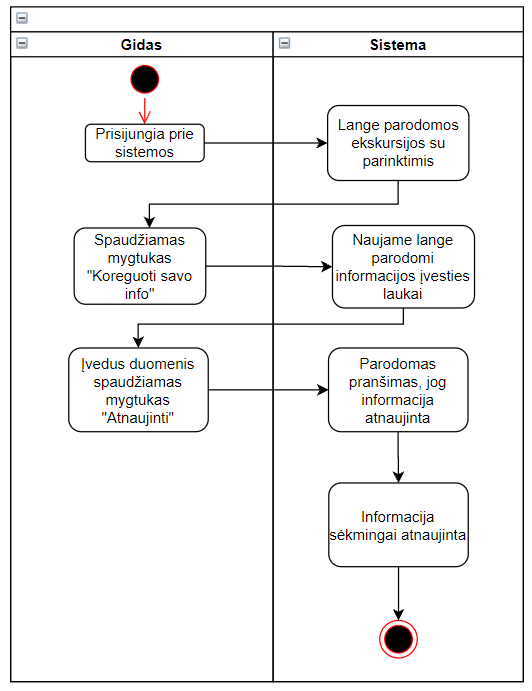 Gidas
Sistema
Prisijungia prie
sistemos
Lange parodomos
ekskursijos su
parinktimis
Spaudžiamas
mygtukas
"Koreguoti savo
info"
Naujame lange
parodomi
informacijos įvesties
laukai
Įvedus duomenis
spaudžiamas
mygtukas
"Atnaujinti"
Parodomas
pranšimas, jog
informacija
atnaujinta
Informacija
sėkmingai atnaujinta